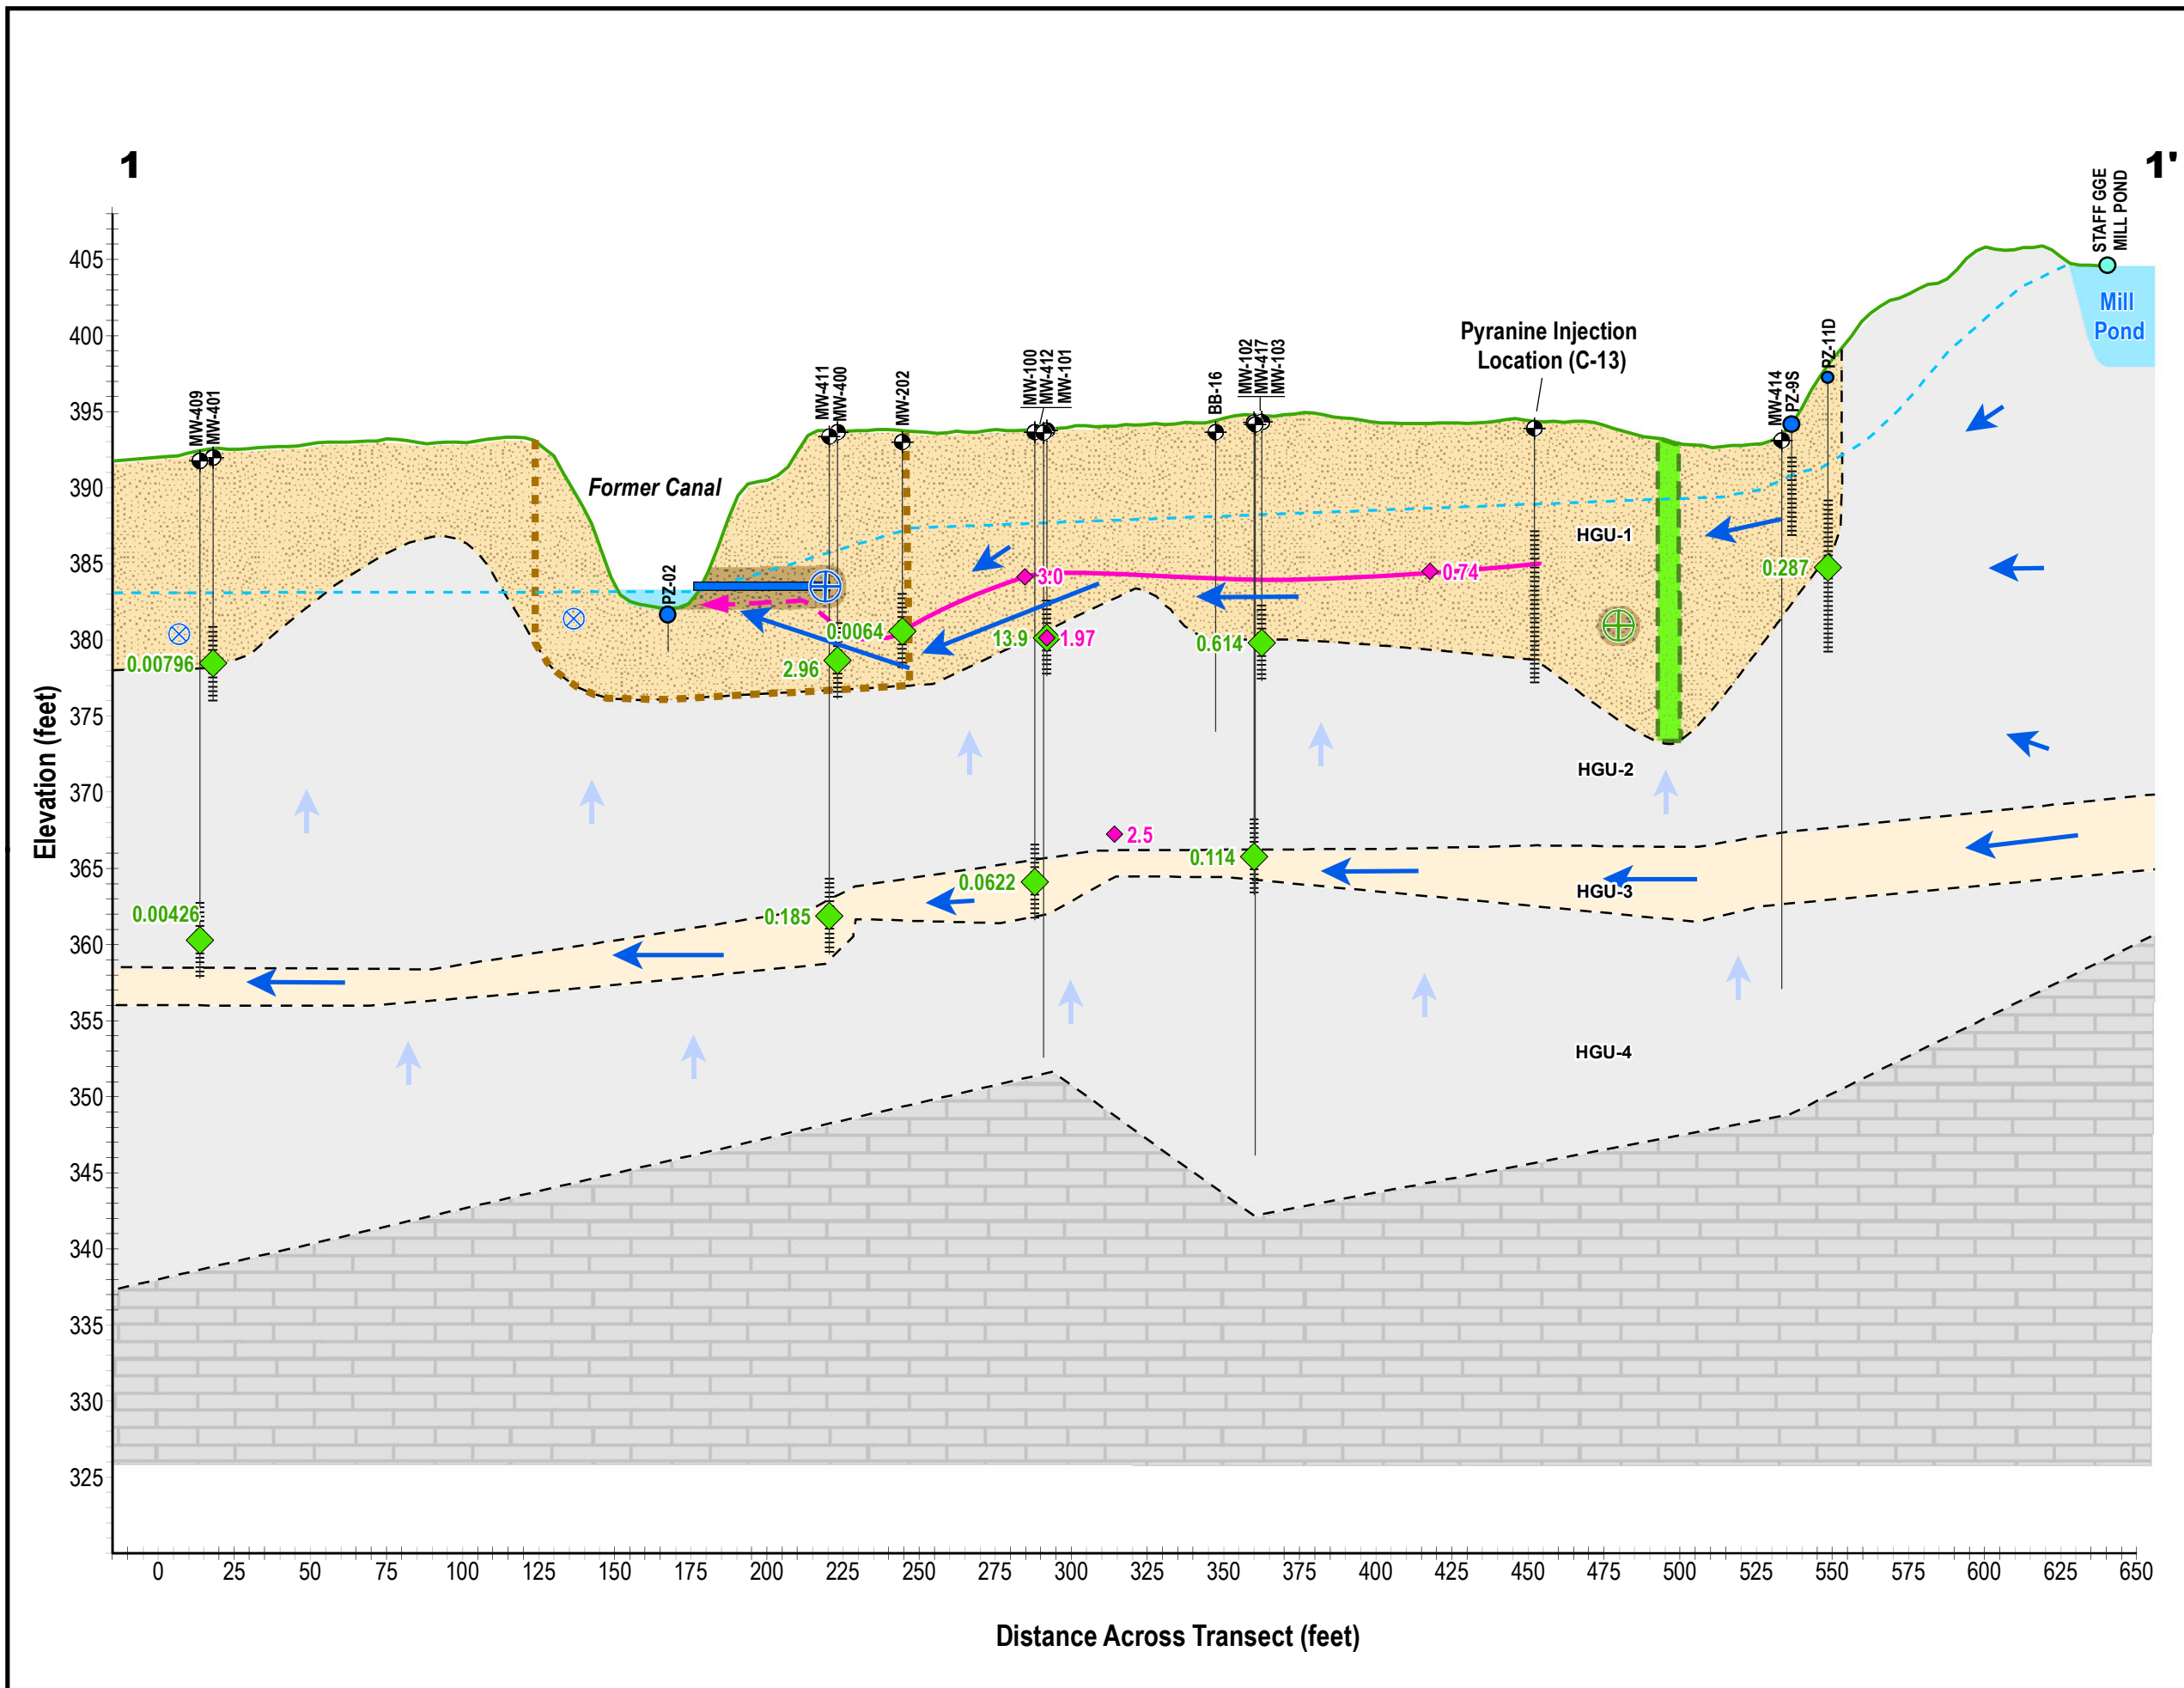 1
1'
STAFF GGE
MILL POND
Mill
Pond
Pyranine Injection
Location (C-13)
MW-409
MW-401
Former Canal
PZ-02
MW-411
MW-400
MW-202
MW-100
MW-412
MW-101
BB-16
MW-102
MW-417
MW-103
MW-414
PZ-9S
PZ-11D
HGU-1
HGU-2
HGU-3
HGU-4
0.00796
0.00426
0.0064
2.96
0.185
3.0
13.9
1.97
0.0622
2.5
0.614
0.114
0.74
0.287
Elevation (feet)
405
400
395
390
385
380
375
370
365
360
355
350
345
340
335
330
325
0 25 50 75 100 125 150 175 200 225 250 275 300 325 350 375 400 425 450 475 500 525 550 575 600 625 650
Distance Across Transect (feet)